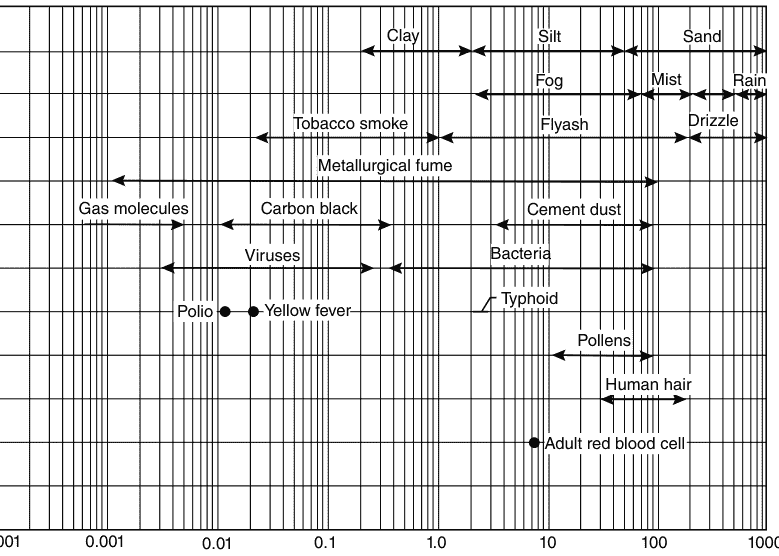 Clay Silt Sand
Fog Mist Rain
Tobacco smoke Flyash Drizzle
Metallurgical fume
Gas molecules Carbon black Cement dust
Viruses Bacteria
Polio Yellow fever Typhoid
Pollens
Human hair
Adult red blood cell
001 0.001 0.01 0.1 1.0 10 100 1000